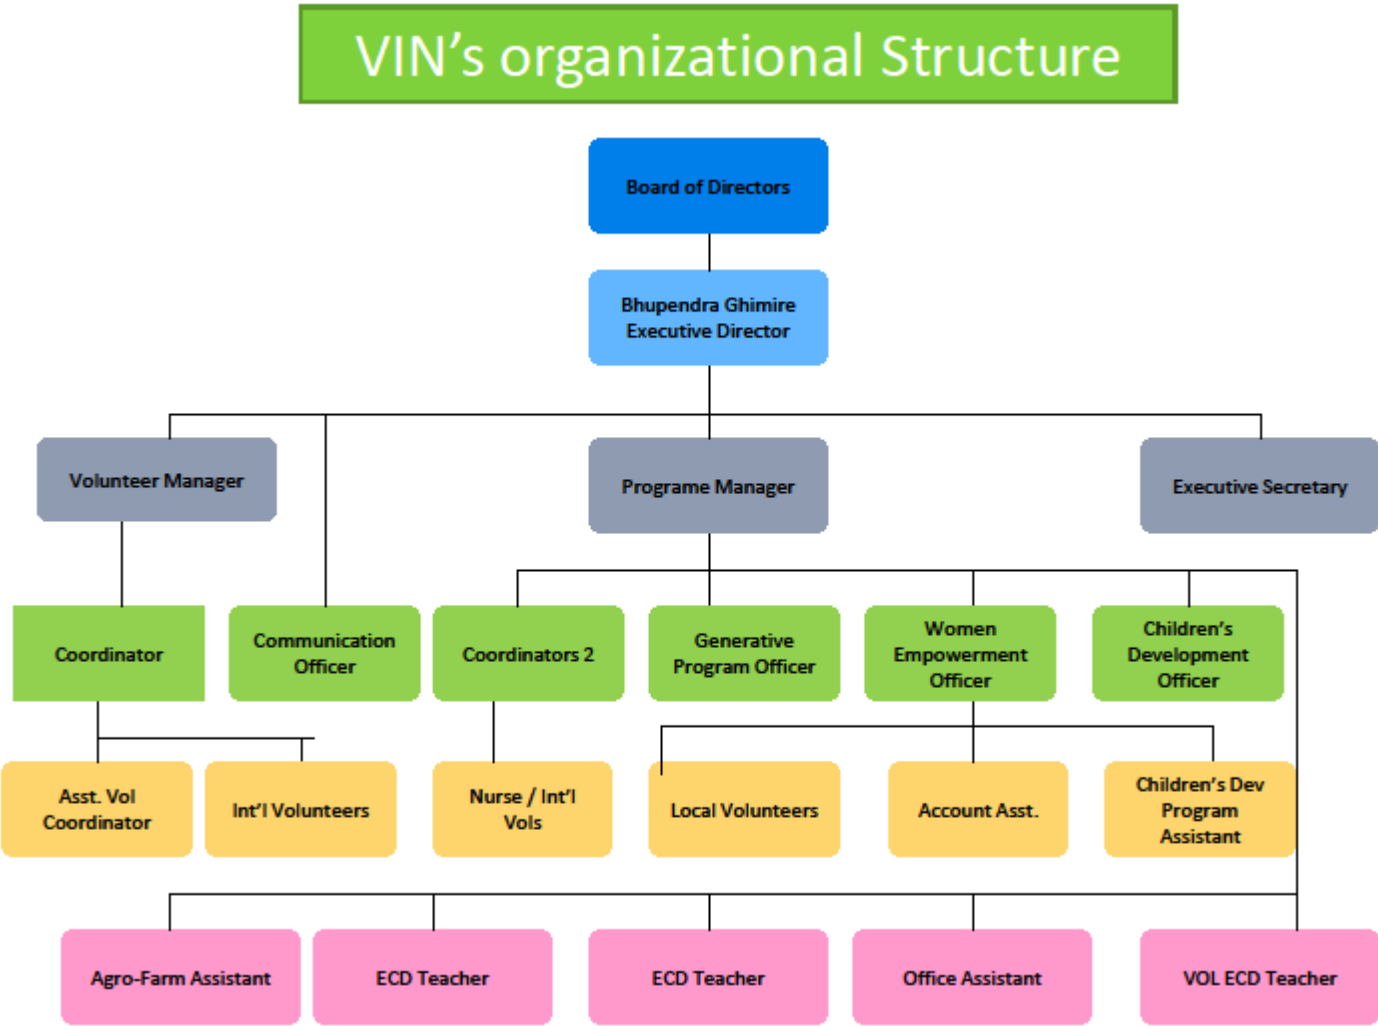 VIN’s organizational Structure
Board of Directors
Bhupendra Ghimire
Executive Director
Volunteer Manager
Programe Manager
Executive Secretary
Coordinator
Communication
Officer
Coordinators 2
Generative
Program Officer
Women
Empowerment
Officer
Children’s
Development
Officer
Asst. Vol
Coordinator
Int’l Volunteers
Nurse / Int’l
Vols
Local Volunteers
Account Asst.
Children’s Dev
Program
Assistant
Agro-Farm Assistant
ECD Teacher
ECD Teacher
Office Assistant
VOL ECD Teacher